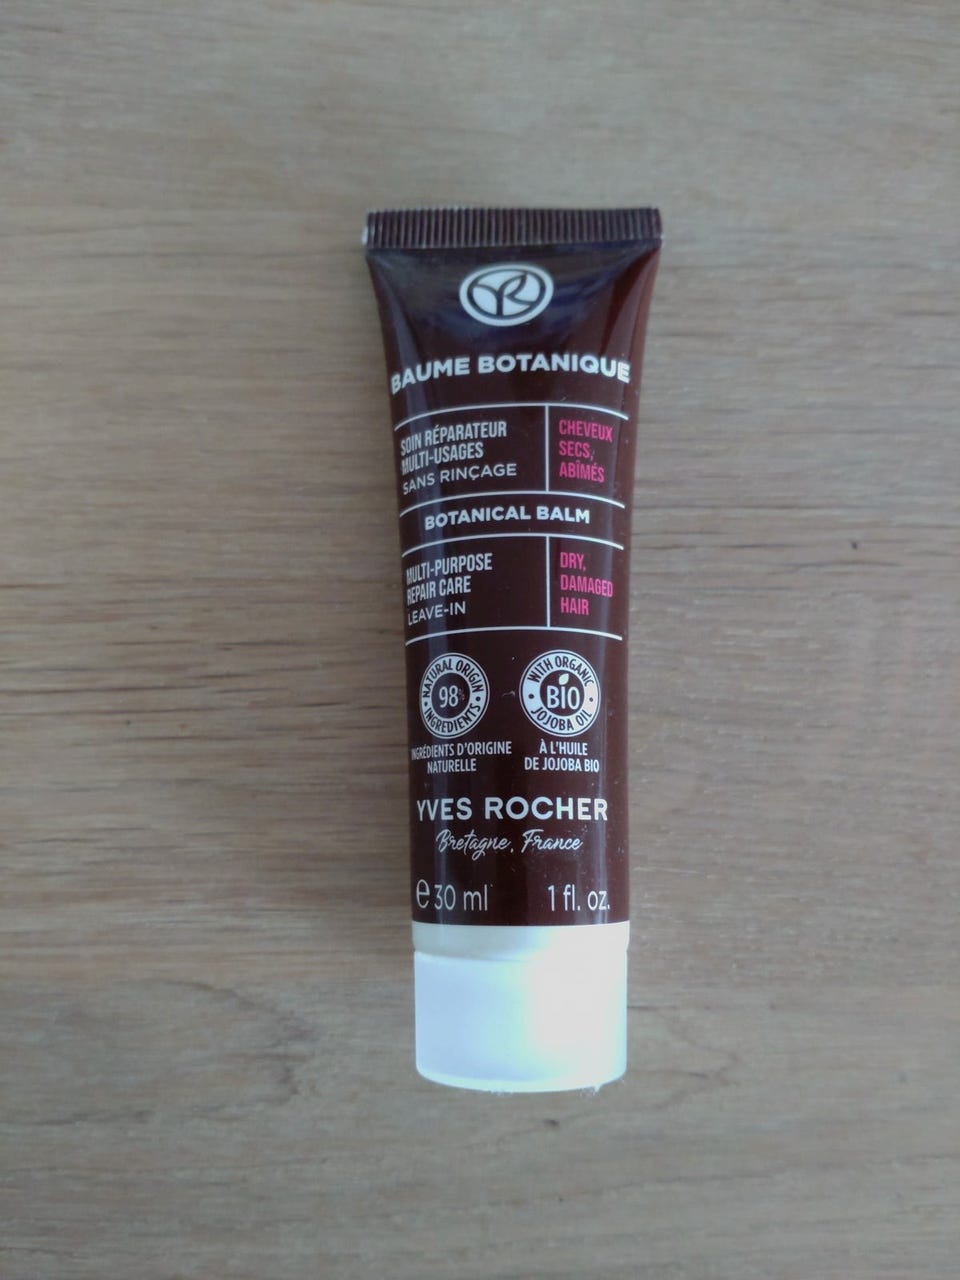 YR
BAUME BOTANIQUE
SOIN RÉPARATEUR
MULTI-USAGES
SANS RINÇAGE
CHEVEUX
SECS,
ABÎMÉS
BOTANICAL BALM
MULTI-PURPOSE
REPAIR CARE
LEAVE-IN
DRY,
DAMAGED
HAIR
NATURAL ORIGIN
98%
INGREDIENTS
WITH ORGANIC
BIO
JOJOBA OIL
INGRÉDIENTS D'ORIGINE
NATURELLE
À L'HUILE
DE JOJOBA BIO
YVES ROCHER
Bretagne, France
℮ 30 ml 1 fl. oz.